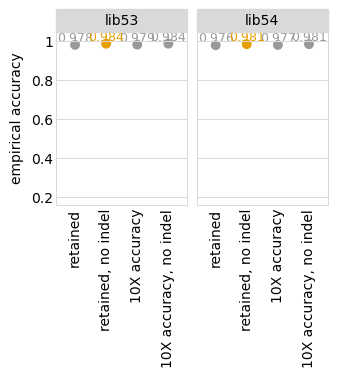 lib53 lib54
0.978 0.984 0.979 0.984 0.976 0.981 0.977 0.981
1
0.8
0.6
0.4
0.2
empirical accuracy
retained
retained, no indel
10X accuracy
10X accuracy, no indel
retained
retained, no indel
10X accuracy
10X accuracy, no indel